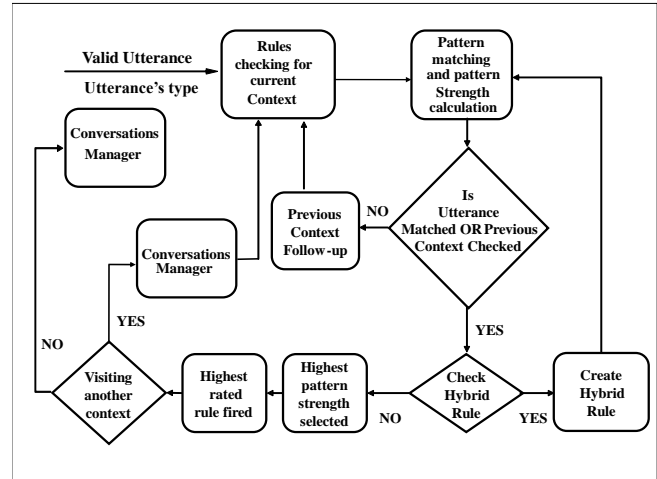 Valid Utterance
Utterance's type
Rules
checking for
current
Context
Pattern
matching
and pattern
Strength
calculation
Conversations
Manager
Is
Utterance
Matched OR Previous
Context Checked
NO
Previous
Context
Follow-up
Conversations
Manager
YES
NO
YES
Visiting
another
context
Highest
rated
rule fired
Highest
pattern
strength
selected
NO
Check
Hybrid
Rule
YES
Create
Hybrid
Rule